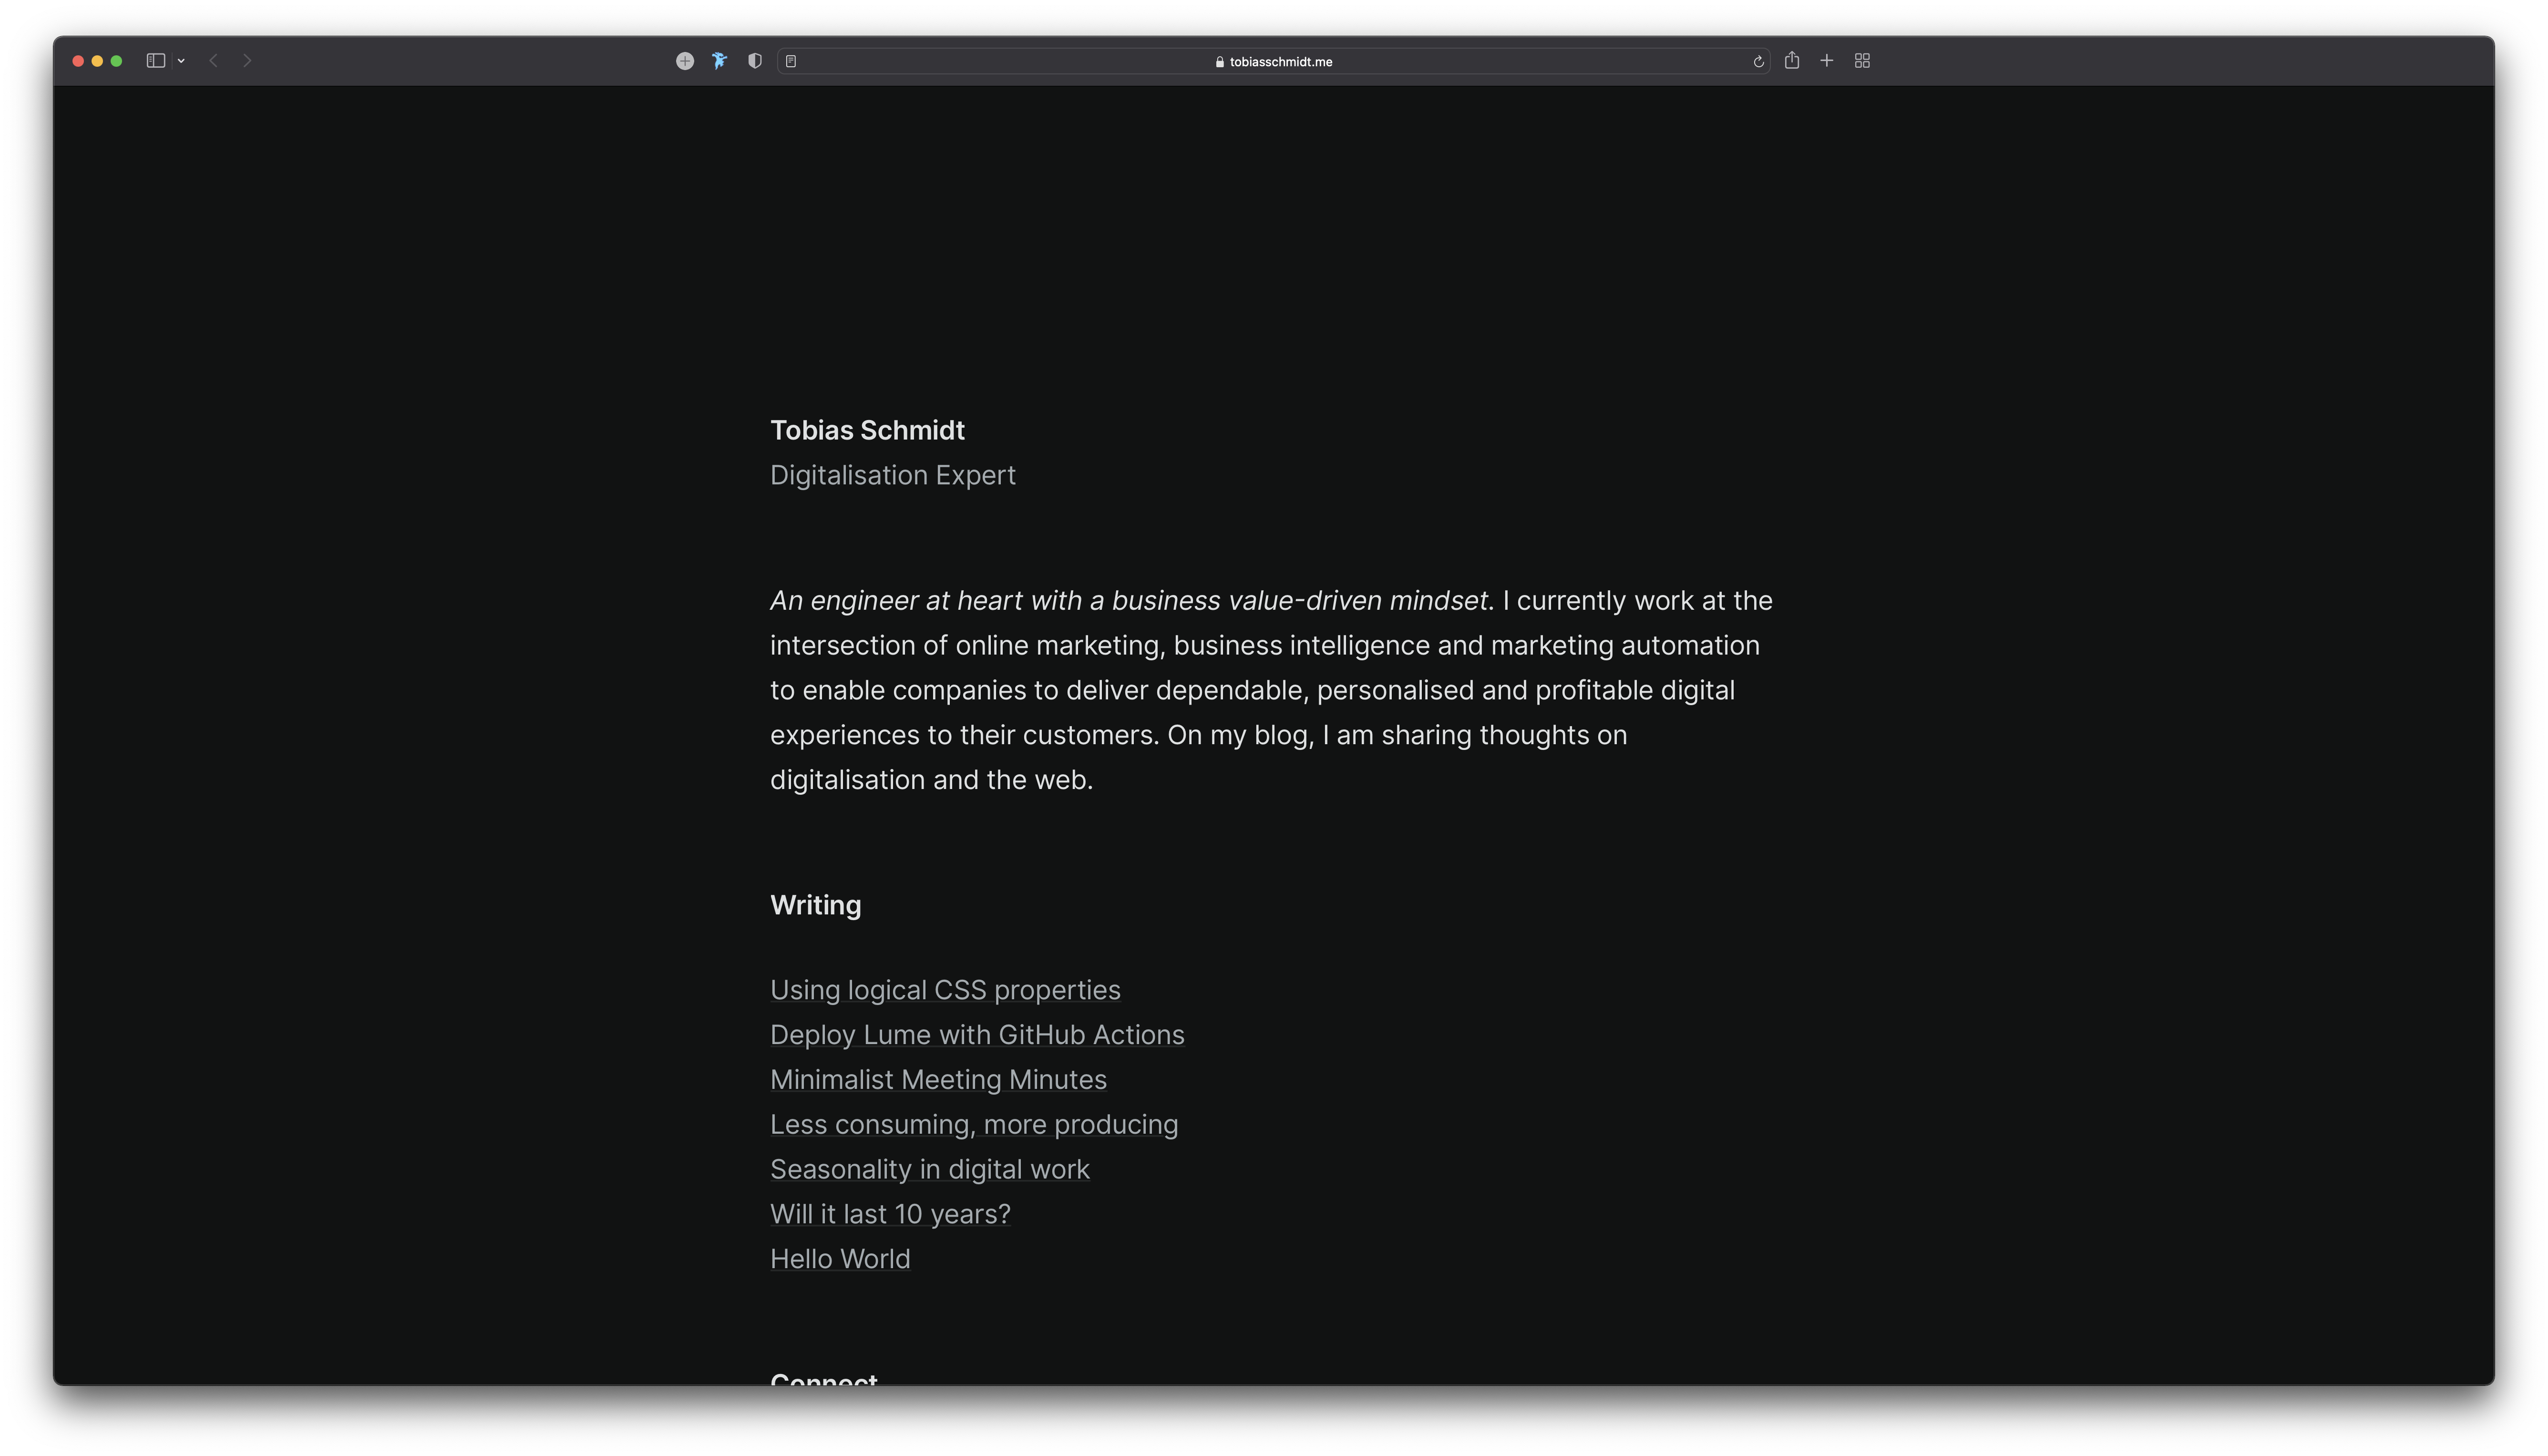 tobiasschmidt.me
Tobias Schmidt
Digitalisation Expert
An engineer at heart with a business value-driven mindset. I currently work at the
intersection of online marketing, business intelligence and marketing automation
to enable companies to deliver dependable, personalised and profitable digital
experiences to their customers. On my blog, I am sharing thoughts on
digitalisation and the web.
Writing
Using logical CSS properties
Deploy Lume with GitHub Actions
Minimalist Meeting Minutes
Less consuming, more producing
Seasonality in digital work
Will it last 10 years?
Hello World
Connect